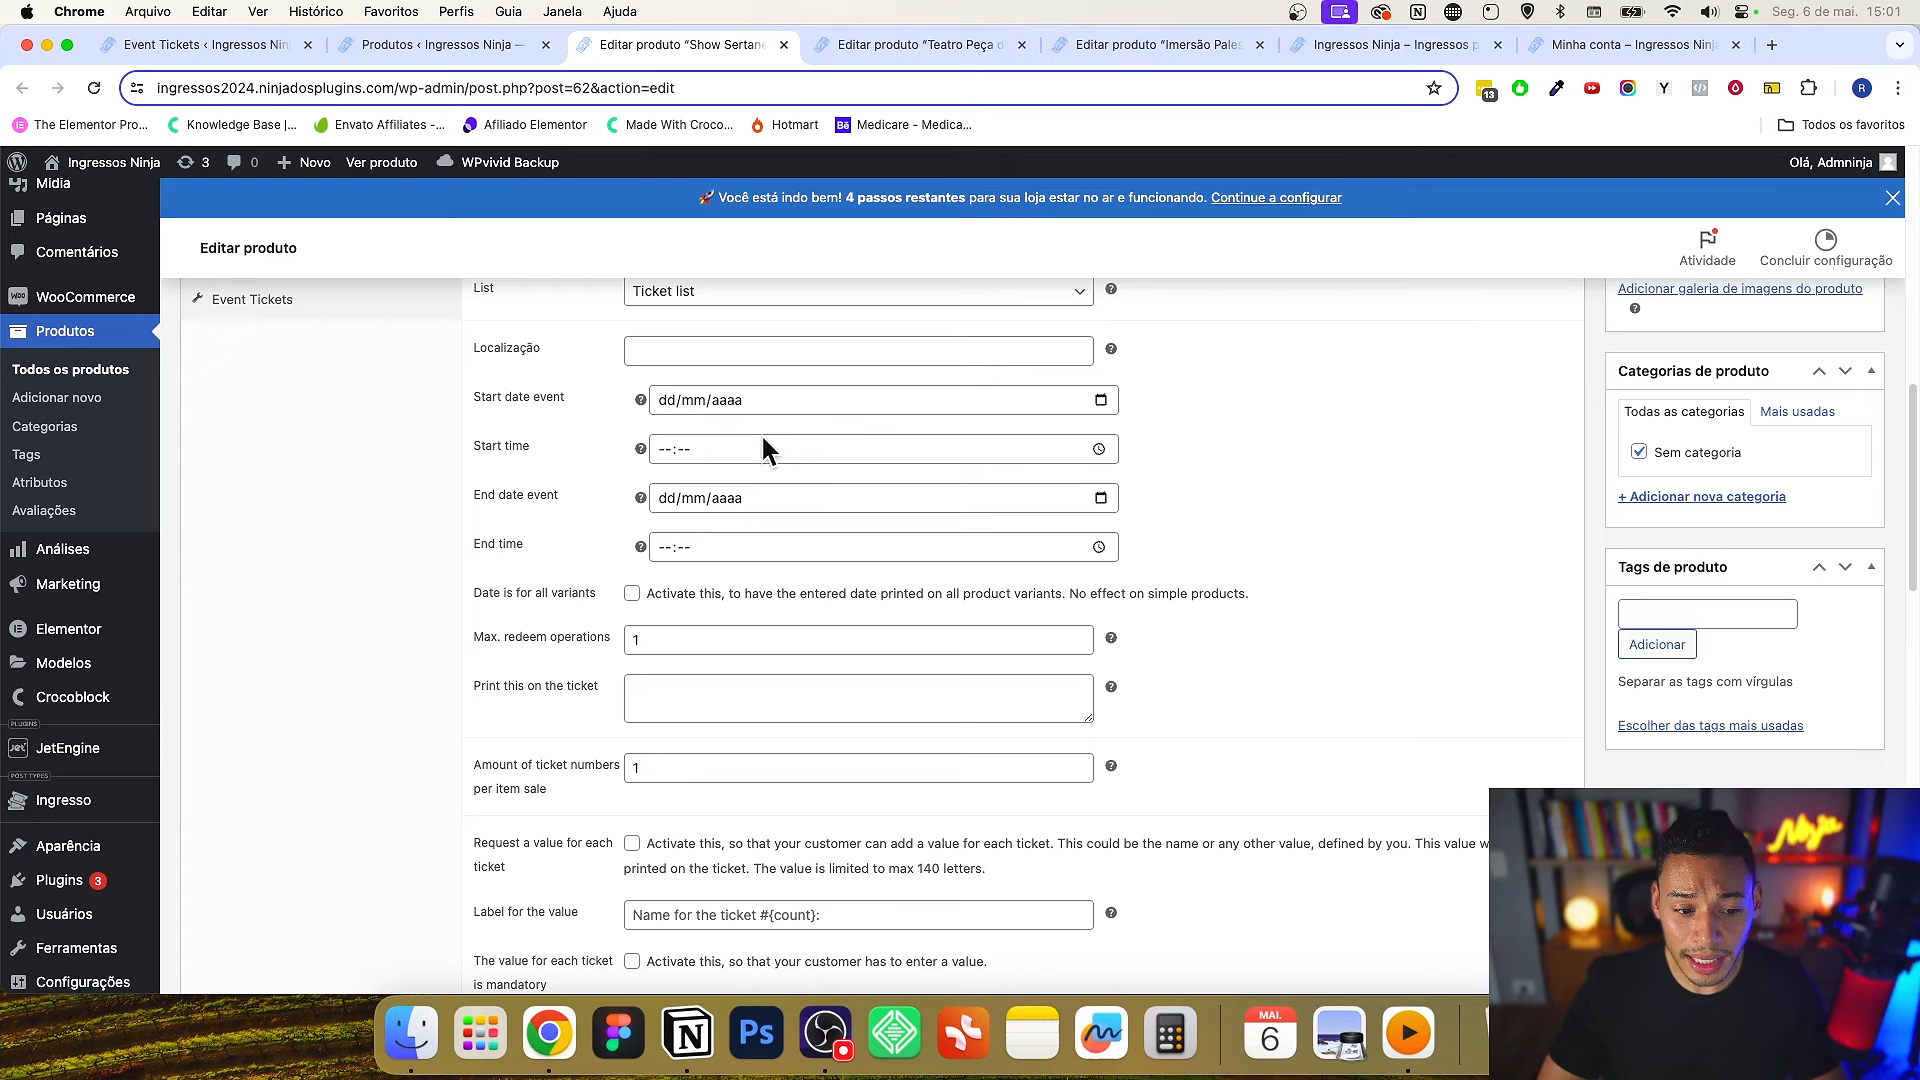 Chrome Arquivo Editar Ver Histórico Favoritos Perfis Guia Janela Ajuda Seg. 6 de mai. 15:01
Event Tickets ‹ Ingressos Nin
Produtos ‹ Ingressos Ninja —
Editar produto "Show Sertane
Editar produto "Teatro Peça d
Editar produto "Imersão Pales
Ingressos Ninja – Ingressos p
Minha conta – Ingressos Ninj
ingressos2024.ninjadosplugins.com/wp-admin/post.php?post=62&action=edit
13
R
The Elementor Pro...
Knowledge Base |...
Envato Affiliates -...
Afiliado Elementor
Made With Croco...
Hotmart
Bē Medicare - Medica...
Todos os favoritos
Ingressos Ninja 3 0 Novo Ver produto WPvivid Backup
Olá, Admninja
🚀 Você está indo bem! 4 passos restantes para sua loja estar no ar e funcionando. Continue a configurar
Editar produto
Atividade
Concluir configuração
Mídia
Páginas
Comentários
WooCommerce
Produtos
Todos os produtos
Adicionar novo
Categorias
Tags
Atributos
Avaliações
Análises
Marketing
Elementor
Modelos
Crocoblock
PLUGINS
JetEngine
POST TYPES
Ingresso
Aparência
Plugins 3
Usuários
Ferramentas
Configurações
Event Tickets
List
Ticket list
Localização
Start date event
dd/mm/aaaa
Start time
--:--
End date event
dd/mm/aaaa
End time
--:--
Date is for all variants
Activate this, to have the entered date printed on all product variants. No effect on simple products.
Max. redeem operations
1
Print this on the ticket
Amount of ticket numbers
per item sale
1
Request a value for each
ticket
Activate this, so that your customer can add a value for each ticket. This could be the name or any other value, defined by you. This value w
printed on the ticket. The value is limited to max 140 letters.
Label for the value
Name for the ticket #{count}:
The value for each ticket
is mandatory
Activate this, so that your customer has to enter a value.
Adicionar galeria de imagens do produto
Categorias de produto
Todas as categorias
Mais usadas
Sem categoria
+ Adicionar nova categoria
Tags de produto
Adicionar
Separar as tags com vírgulas
Escolher das tags mais usadas
Ninja
Ps
MAI.
6